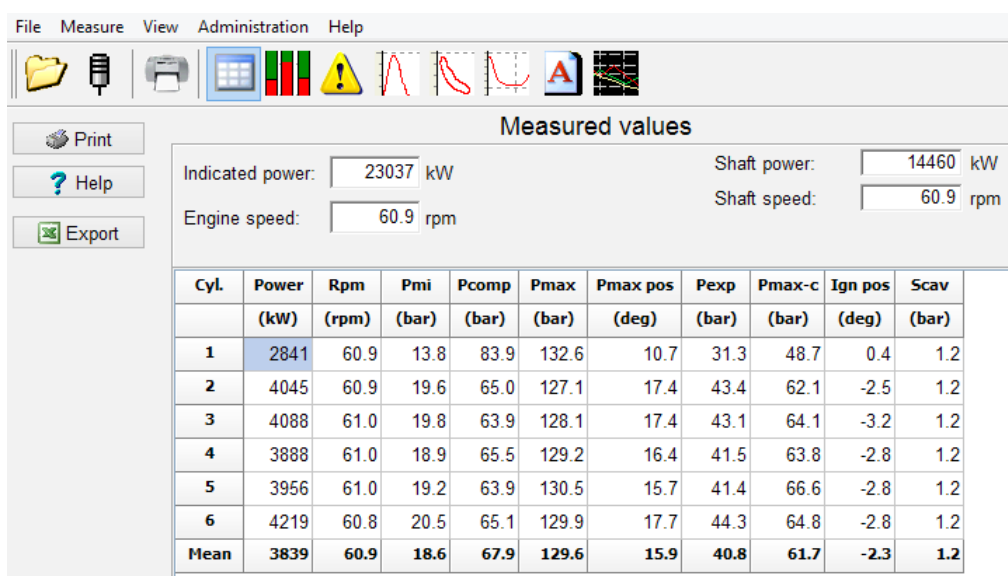 File Measure View Administration Help
A
Measured values
Print
Help
Export
Indicated power: 23037 kW Shaft power: 14460 kW
Engine speed: 60.9 rpm Shaft speed: 60.9 rpm
Cyl. Power Rpm Pmi Pcomp Pmax Pmax pos Pexp Pmax-c Ign pos Scav
(kW) (rpm) (bar) (bar) (bar) (deg) (bar) (bar) (deg) (bar)
1 2841 60.9 13.8 83.9 132.6 10.7 31.3 48.7 0.4 1.2
2 4045 60.9 19.6 65.0 127.1 17.4 43.4 62.1 -2.5 1.2
3 4088 61.0 19.8 63.9 128.1 17.4 43.1 64.1 -3.2 1.2
4 3888 61.0 18.9 65.5 129.2 16.4 41.5 63.8 -2.8 1.2
5 3956 61.0 19.2 63.9 130.5 15.7 41.4 66.6 -2.8 1.2
6 4219 60.8 20.5 65.1 129.9 17.7 44.3 64.8 -2.8 1.2
Mean 3839 60.9 18.6 67.9 129.6 15.9 40.8 61.7 -2.3 1.2